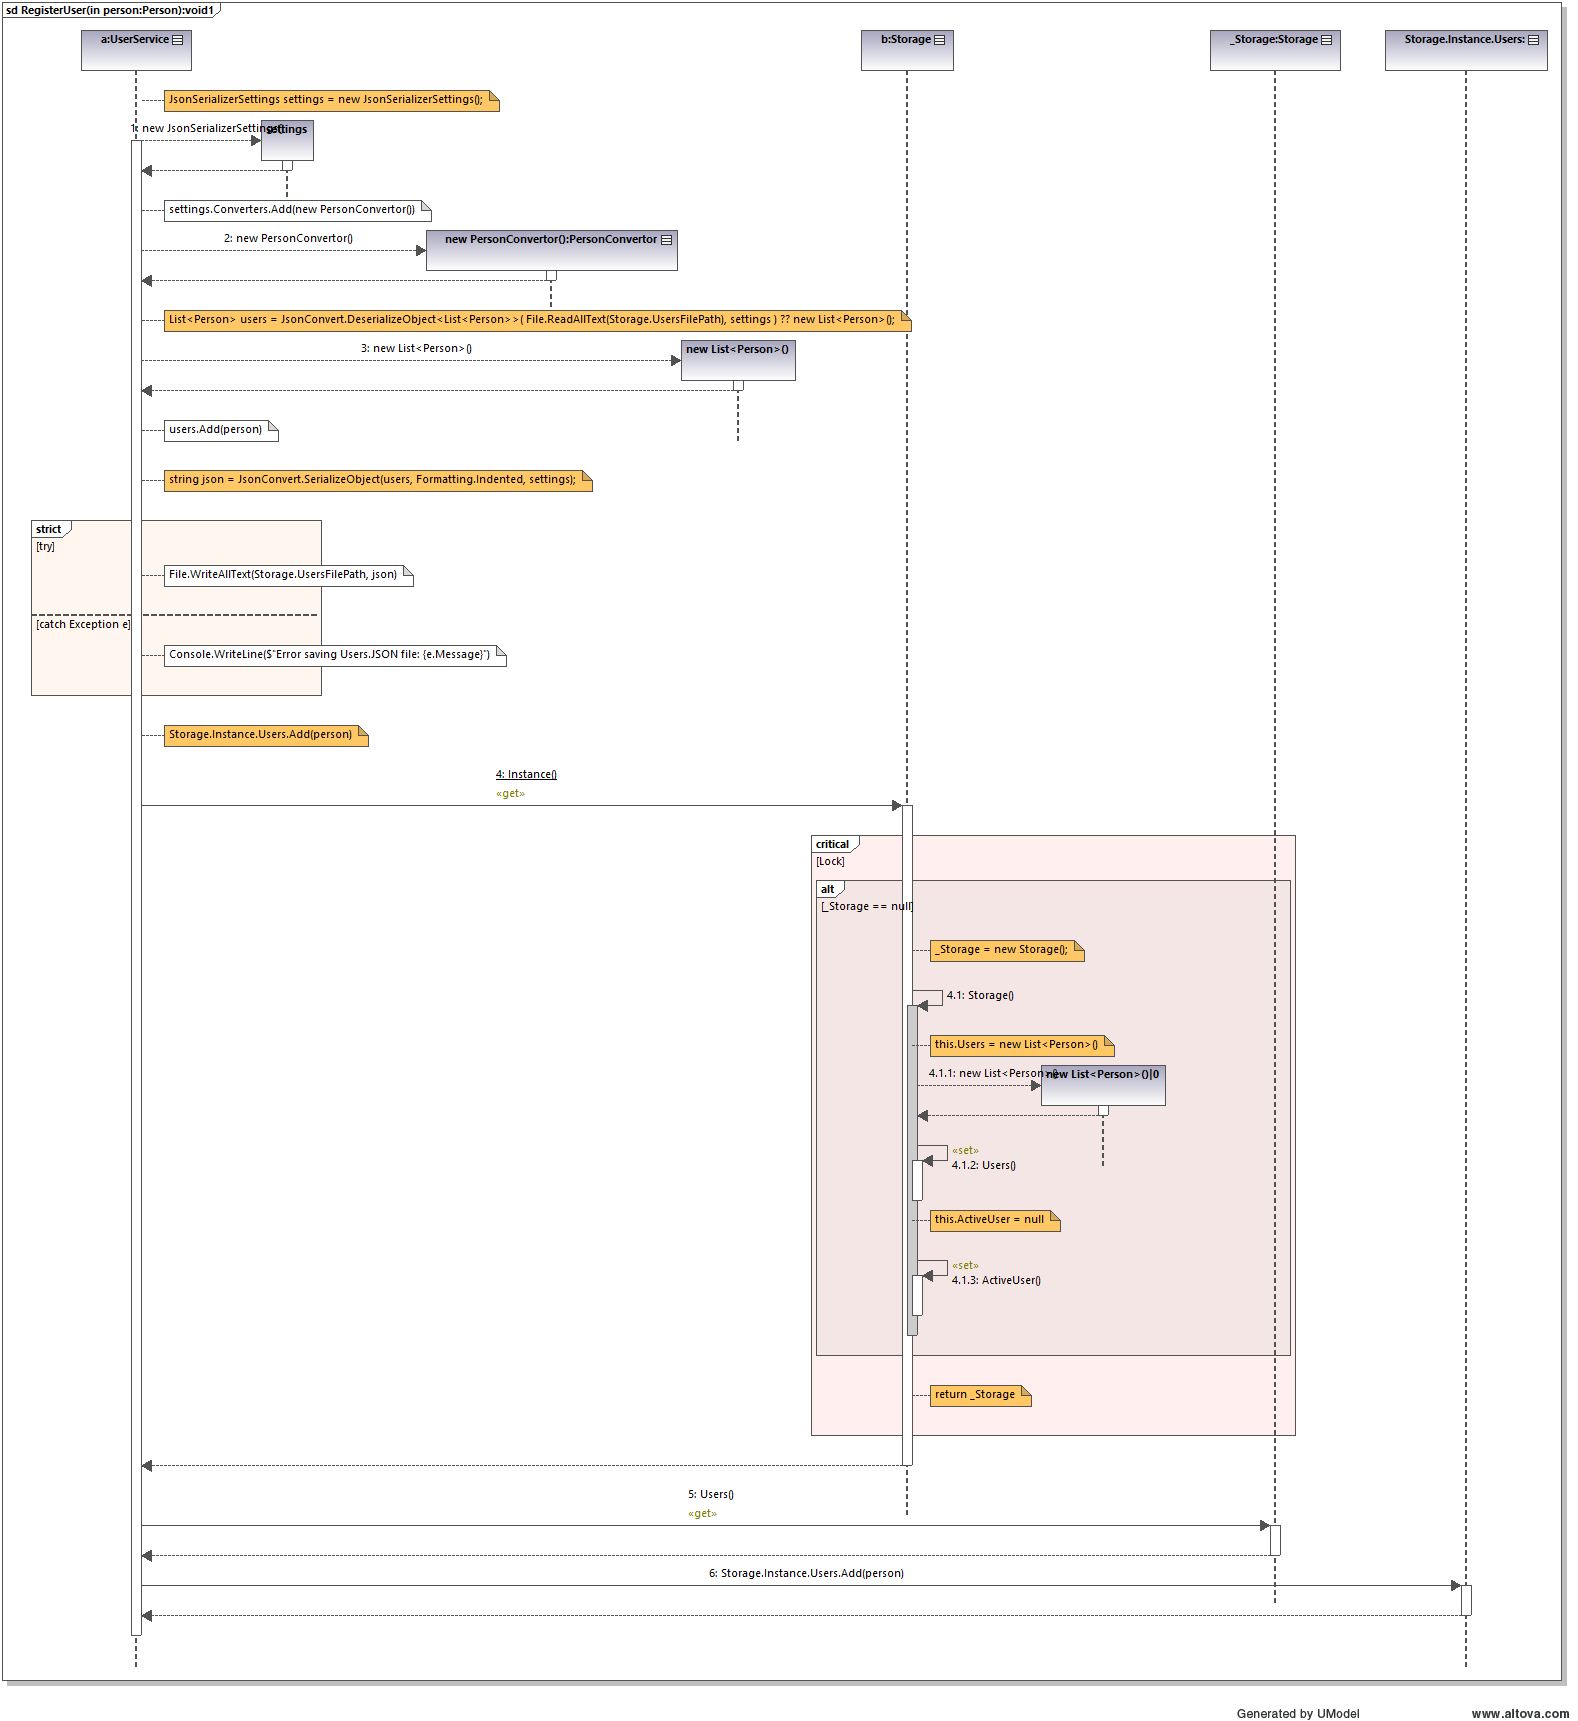 sd RegisterUser(in person:Person):void1
a:UserService
b:Storage
_Storage:Storage
Storage.Instance.Users:
JsonSerializerSettings settings = new JsonSerializerSettings();
1: new JsonSerializerSettings()
settings
settings.Converters.Add(new PersonConvertor())
2: new PersonConvertor()
new PersonConvertor():PersonConvertor
List<Person> users = JsonConvert.DeserializeObject<List<Person>>( File.ReadAllText(Storage.UsersFilePath), settings ) ?? new List<Person>();
3: new List<Person>()
new List<Person>()
users.Add(person)
string json = JsonConvert.SerializeObject(users, Formatting.Indented, settings);
strict
[try]
File.WriteAllText(Storage.UsersFilePath, json)
[catch Exception e]
Console.WriteLine($"Error saving Users.JSON file: {e.Message}")
Storage.Instance.Users.Add(person)
4: Instance()
«get»
critical
[Lock]
alt
[_Storage == null]
_Storage = new Storage();
4.1: Storage()
this.Users = new List<Person>()
4.1.1: new List<Person>()
new List<Person>()|0
«set»
4.1.2: Users()
this.ActiveUser = null
«set»
4.1.3: ActiveUser()
return _Storage
5: Users()
«get»
6: Storage.Instance.Users.Add(person)
Generated by UModel
www.altova.com